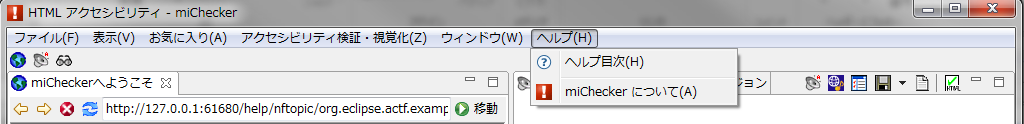 HTML アクセシビリティ - miChecker
ファイル(F) 表示(V) お気に入り(A) アクセシビリティ検証・視覚化(Z) ウィンドウ(W) ヘルプ(H)
ヘルプ目次(H)
miCheckerへようこそ
ジョン
miChecker について(A)
http://127.0.0.1:61680/help/nftopic/org.eclipse.actf.examp 移動
HTML